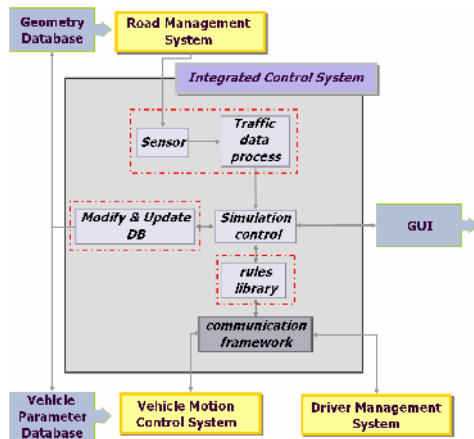 Geometry
Database
Road Management
System
Integrated Control System
Sensor
Traffic
data
process
Modify & Update
DB
Simulation
control
GUI
rules
library
communication
framework
Vehicle
Parameter
Database
Vehicle Motion
Control System
Driver Management
System